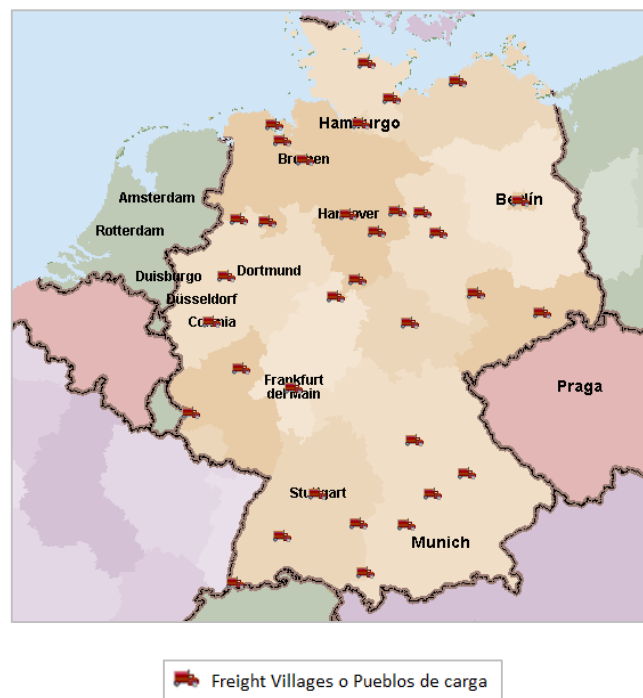 Hamburgo
Bremen
Amsterdam
Berlín
Rotterdam
Hannover
Duisburgo
Dortmund
Düsseldorf
Colonia
Frankfurt
del Main
Praga
Stuttgart
Munich
Freight Villages o Pueblos de carga